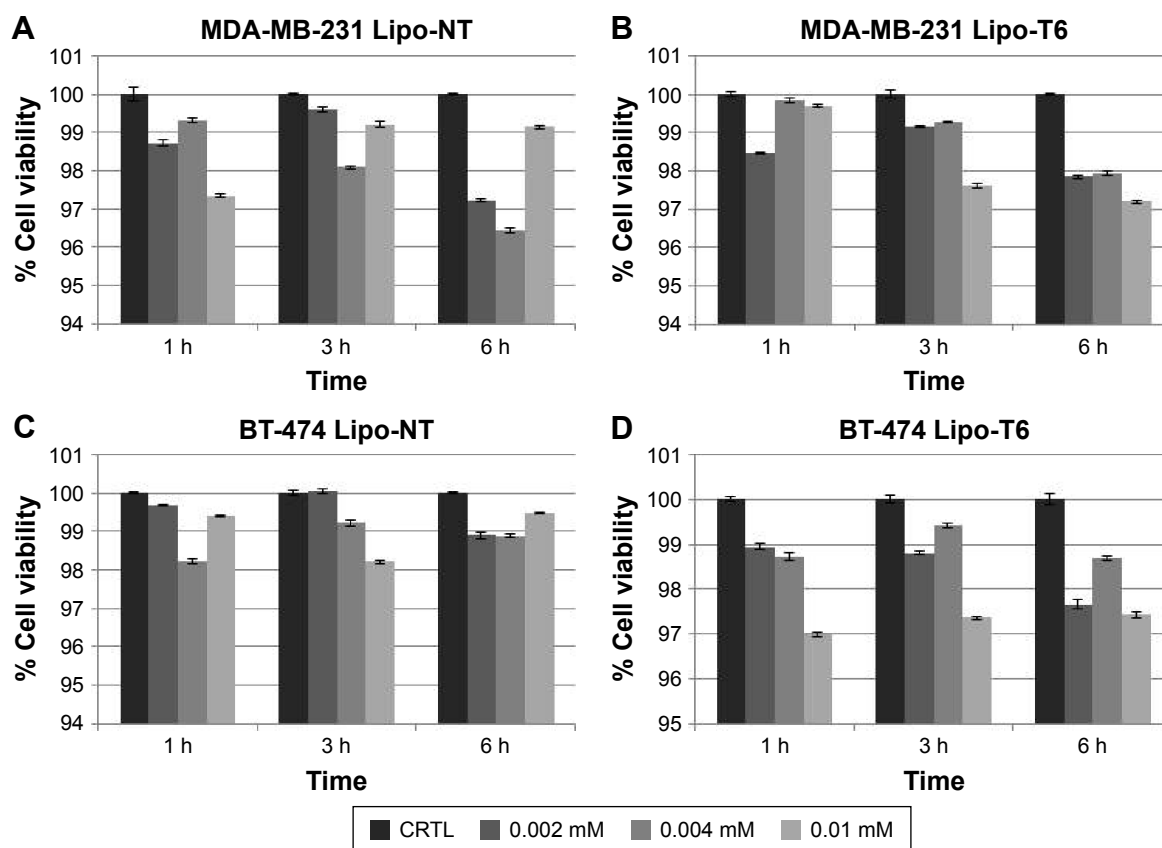 A
MDA-MB-231 Lipo-NT
% Cell viability
101
100
99
98
97
96
95
94
1 h
3 h
6 h
Time
B
MDA-MB-231 Lipo-T6
% Cell viability
101
100
99
98
97
96
95
94
1 h
3 h
6 h
Time
C
BT-474 Lipo-NT
% Cell viability
101
100
99
98
97
96
95
94
1 h
3 h
6 h
Time
D
BT-474 Lipo-T6
% Cell viability
101
100
99
98
97
96
95
1 h
3 h
6 h
Time
CRTL 0.002 mM 0.004 mM 0.01 mM